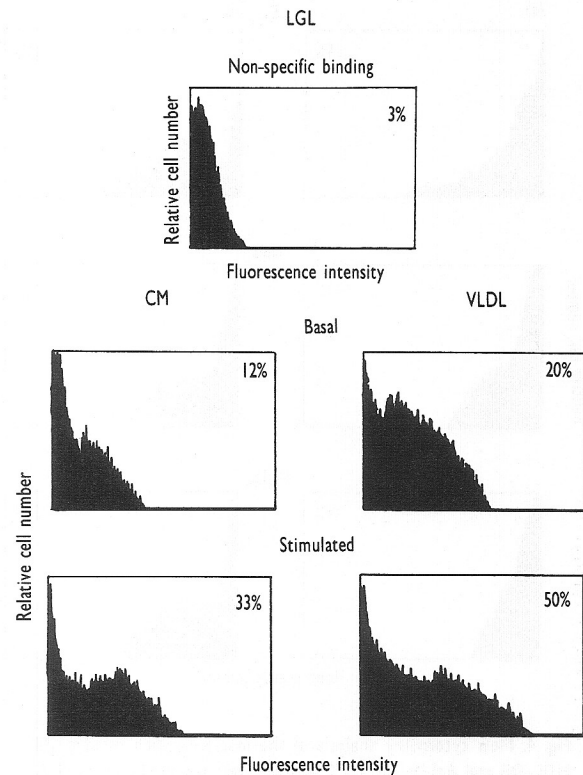 LGL
Non-specific binding
3%
Relative cell number
Fluorescence intensity
CM
VLDL
Basal
12%
20%
Relative cell number
Stimulated
33%
50%
Fluorescence intensity